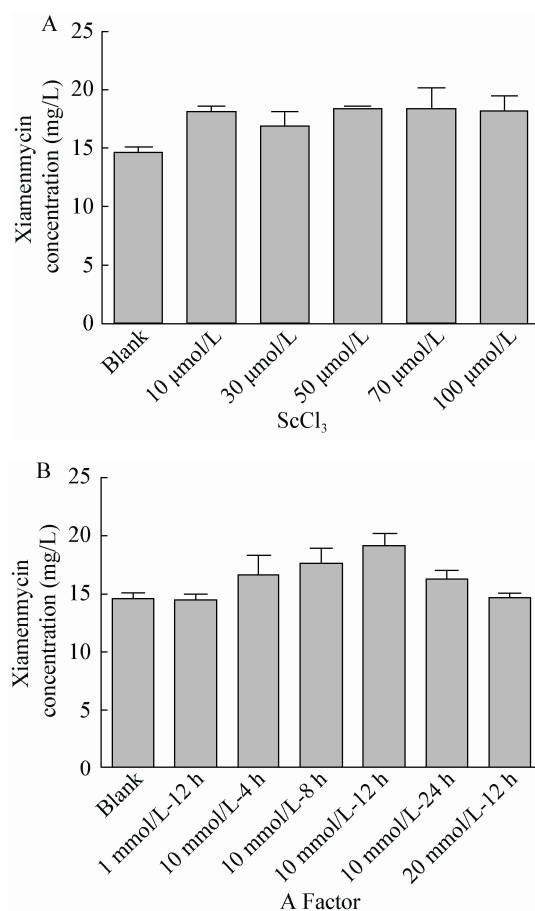 A
25
20
15
10
5
0
Xiamenmycin
concentration (mg/L)
Blank
10 μmol/L
30 μmol/L
50 μmol/L
70 μmol/L
100 μmol/L
ScCl₃
B
25
20
15
10
5
0
Xiamenmycin
concentration (mg/L)
Blank
1 mmol/L-12 h
10 mmol/L-4 h
10 mmol/L-8 h
10 mmol/L-12 h
10 mmol/L-24 h
20 mmol/L-12 h
A Factor